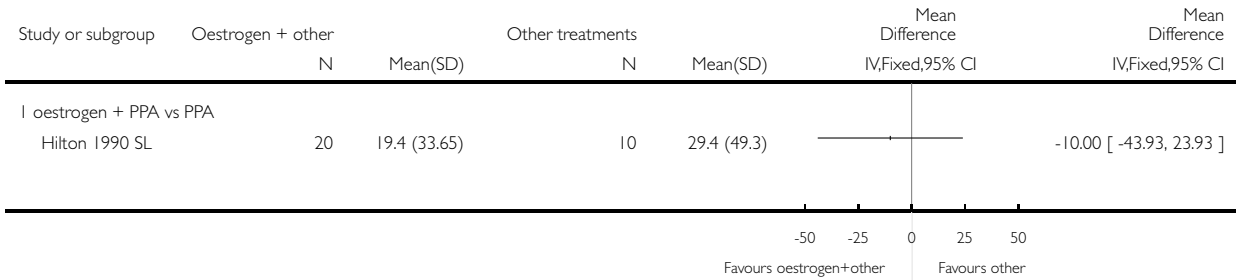 Study or subgroup Oestrogen + other Other treatments Mean Difference Mean Difference
N Mean(SD) N Mean(SD) IV,Fixed,95% CI IV,Fixed,95% CI
1 oestrogen + PPA vs PPA
Hilton 1990 SL 20 19.4 (33.65) 10 29.4 (49.3) -10.00 [ -43.93, 23.93 ]
-50 -25 0 25 50
Favours oestrogen+other Favours other